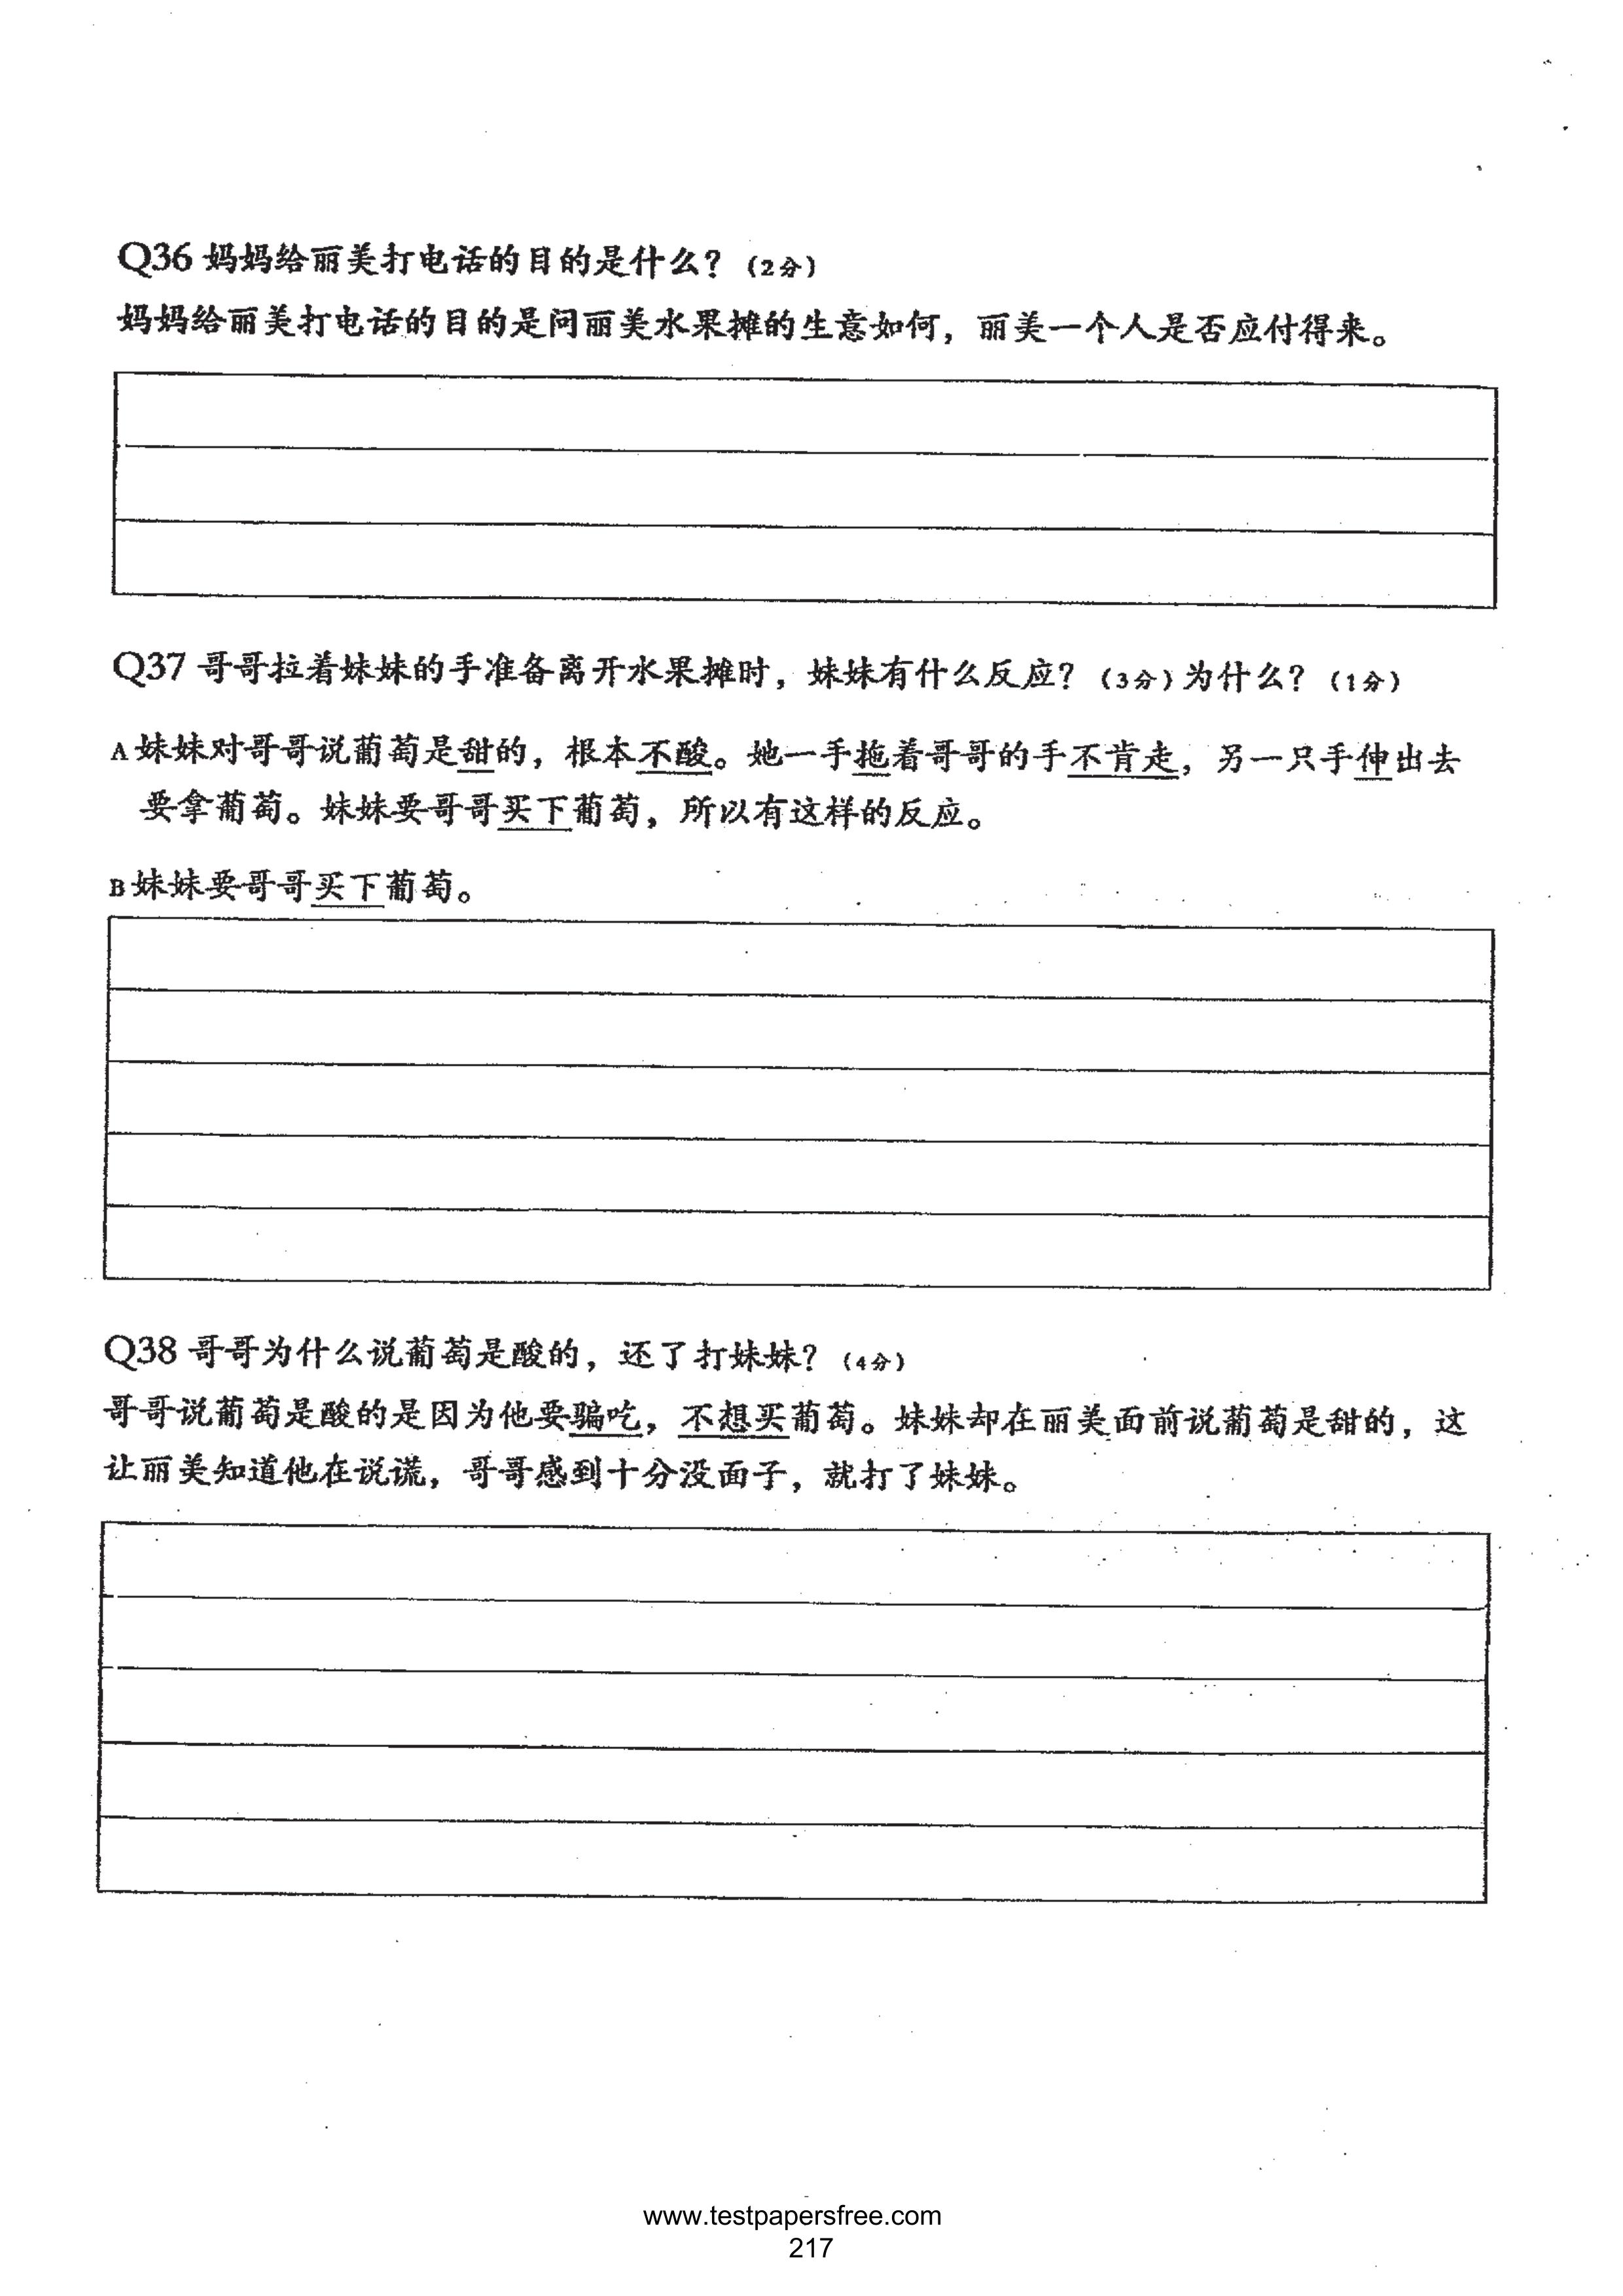 Q36 妈妈给丽美打电话的目的是什么？（2分）
妈妈给丽美打电话的目的是问丽美水果摊的生意如何，丽美一个人是否应付得来。
Q37 哥哥拉着妹妹的手准备离开水果摊时，妹妹有什么反应？（3分）为什么？（1分）
A 妹妹对哥哥说葡萄是甜的，根本不酸。她一手拖着哥哥的手不肯走，另一只手伸出去
要拿葡萄。妹妹要哥哥买下葡萄，所以有这样的反应。
B 妹妹要哥哥买下葡萄。
Q38 哥哥为什么说葡萄是酸的，还了打妹妹？（4分）
哥哥说葡萄是酸的是因为他要骗吃，不想买葡萄。妹妹却在丽美面前说葡萄是甜的，这
让丽美知道他在说谎，哥哥感到十分没面子，就打了妹妹。
www.testpapersfree.com
217